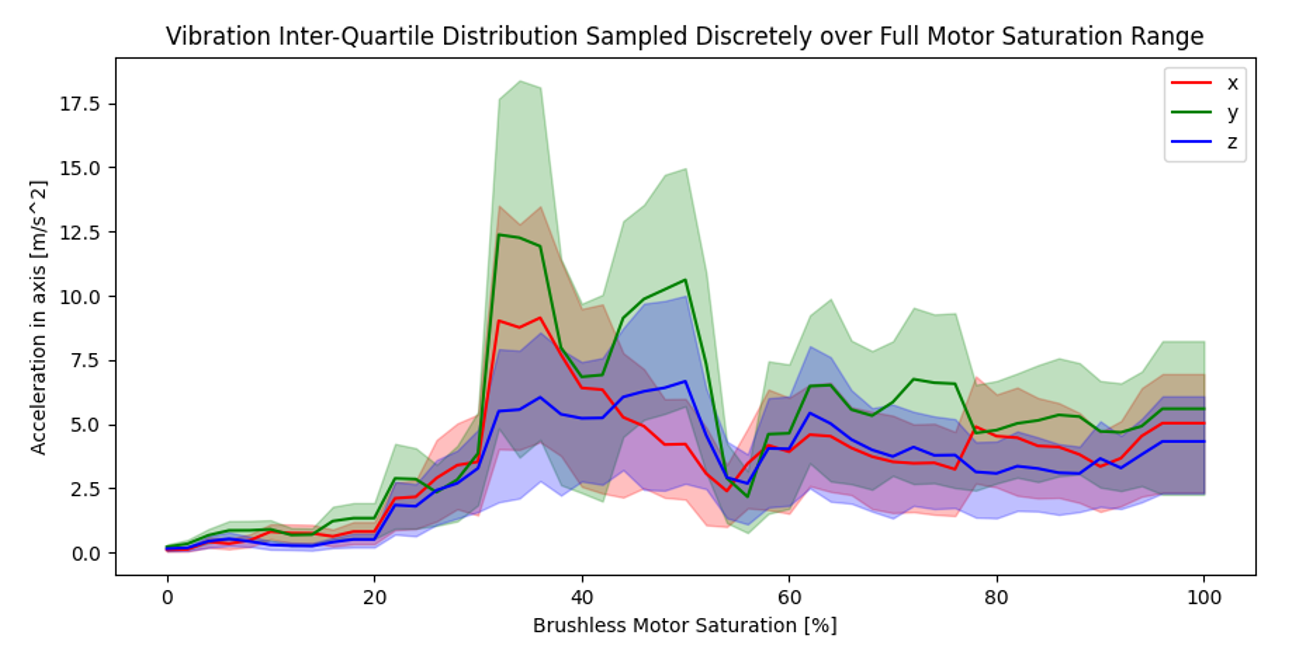 Vibration Inter-Quartile Distribution Sampled Discretely over Full Motor Saturation Range
x
y
z
Acceleration in axis [m/s^2]
17.5
15.0
12.5
10.0
7.5
5.0
2.5
0.0
0 20 40 60 80 100
Brushless Motor Saturation [%]